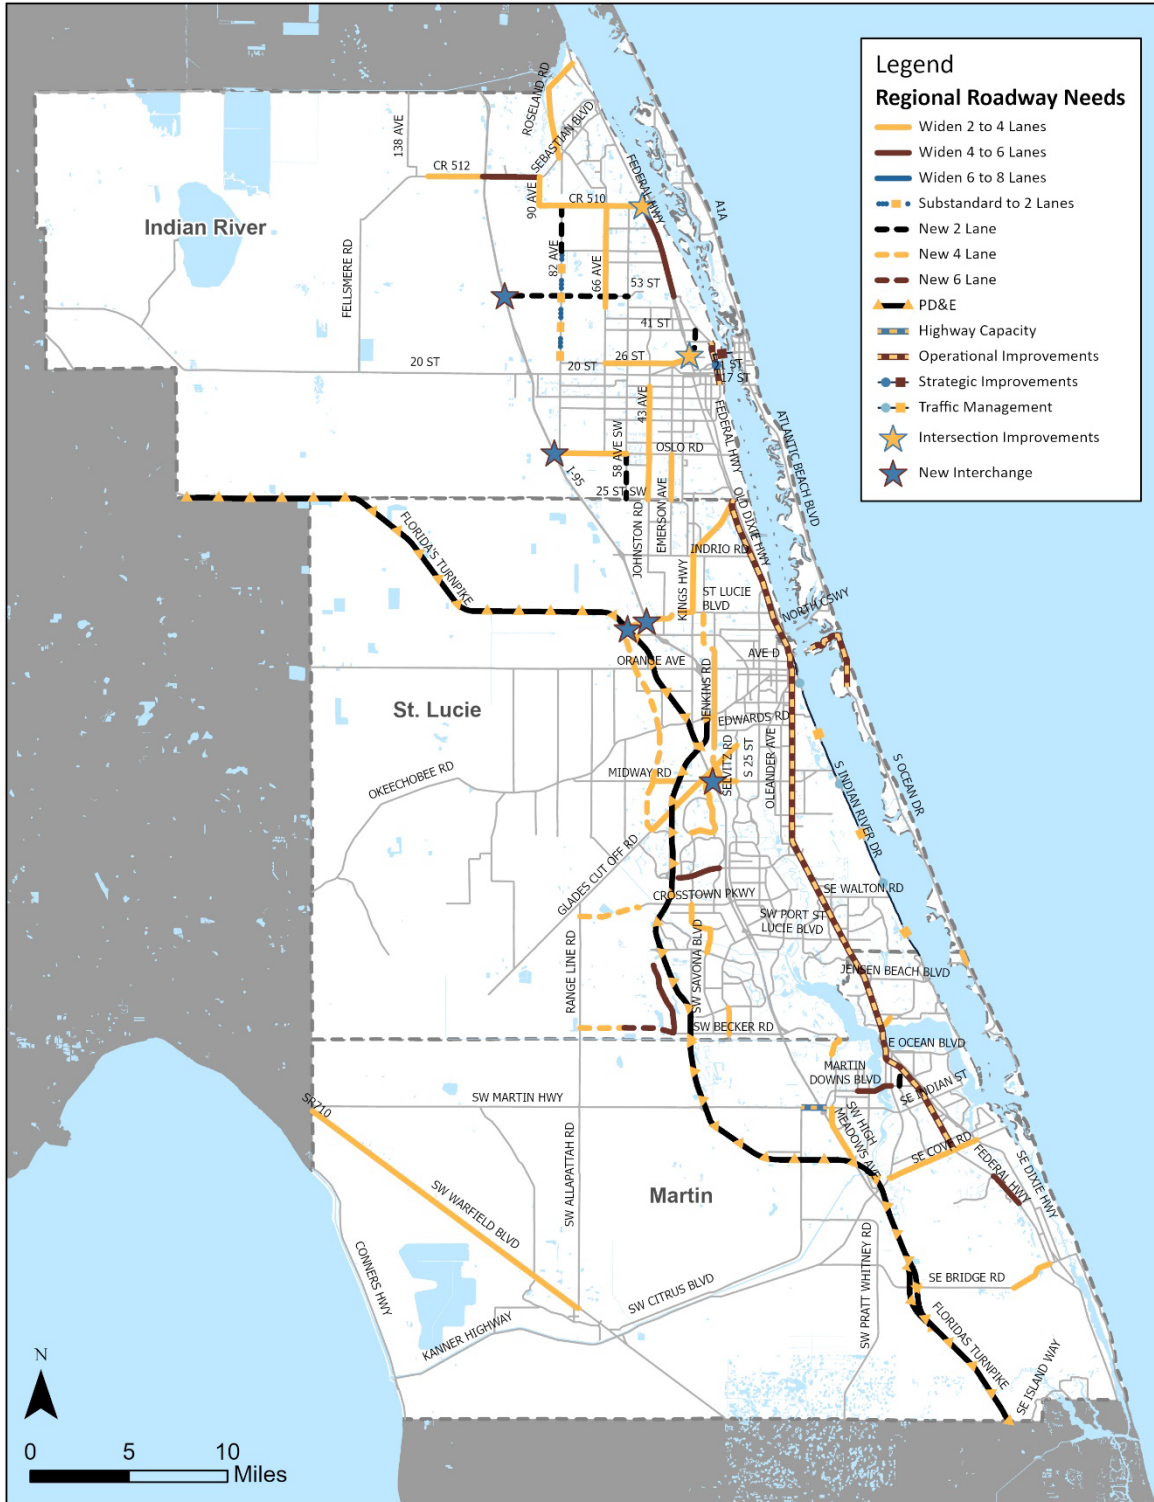 Legend
Regional Roadway Needs
Widen 2 to 4 Lanes
Widen 4 to 6 Lanes
Widen 6 to 8 Lanes
Substandard to 2 Lanes
New 2 Lane
New 4 Lane
New 6 Lane
PD&E
Highway Capacity
Operational Improvements
Strategic Improvements
Traffic Management
Intersection Improvements
New Interchange
ROSELAND RD
138 AVE
SEBASTIAN BLVD
CR 512
FEDERAL HWY
90 AVE
CR 510
A1A
Indian River
FELLSMERE RD
82 AVE
66 AVE
53 ST
41 ST
20 ST
20 ST
26 ST
21 ST
17 ST
43 AVE
FEDERAL HWY
ATLANTIC BEACH BLVD
58 AVE SW
OSLO RD
I-95
25 ST SW
EMERSON AVE
OLD DIXIE HWY
FLORIDA'S TURNPIKE
JOHNSTON RD
INDRIO RD
KINGS HWY
ST LUCIE
BLVD
NORTH CSWY
ORANGE AVE
AVE D
St. Lucie
JENKINS RD
EDWARDS RD
OKEECHOBEE RD
MIDWAY RD
SELVITZ RD
S 25 ST
OLEANDER AVE
S INDIAN RIVER DR
S OCEAN DR
GLADES CUT OFF RD
CROSSTOWN PKWY
SE WALTON RD
SW PORT ST
LUCIE BLVD
RANGE LINE RD
SW SAVONA BLVD
JENSEN BEACH BLVD
SW BECKER RD
E OCEAN BLVD
MARTIN
DOWNS BLVD
SE INDIAN ST
SR710
SW MARTIN HWY
SW HIGH
MEADOWS AVE
SE COVE RD
SW ALLAPATTAH RD
FEDERAL HWY
SE DIXIE HWY
Martin
SW WARFIELD BLVD
CONNERS HWY
SW PRATT WHITNEY RD
SE BRIDGE RD
SW CITRUS BLVD
KANNER HIGHWAY
FLORIDAS TURNPIKE
SE ISLAND WAY
N
0 5 10
Miles